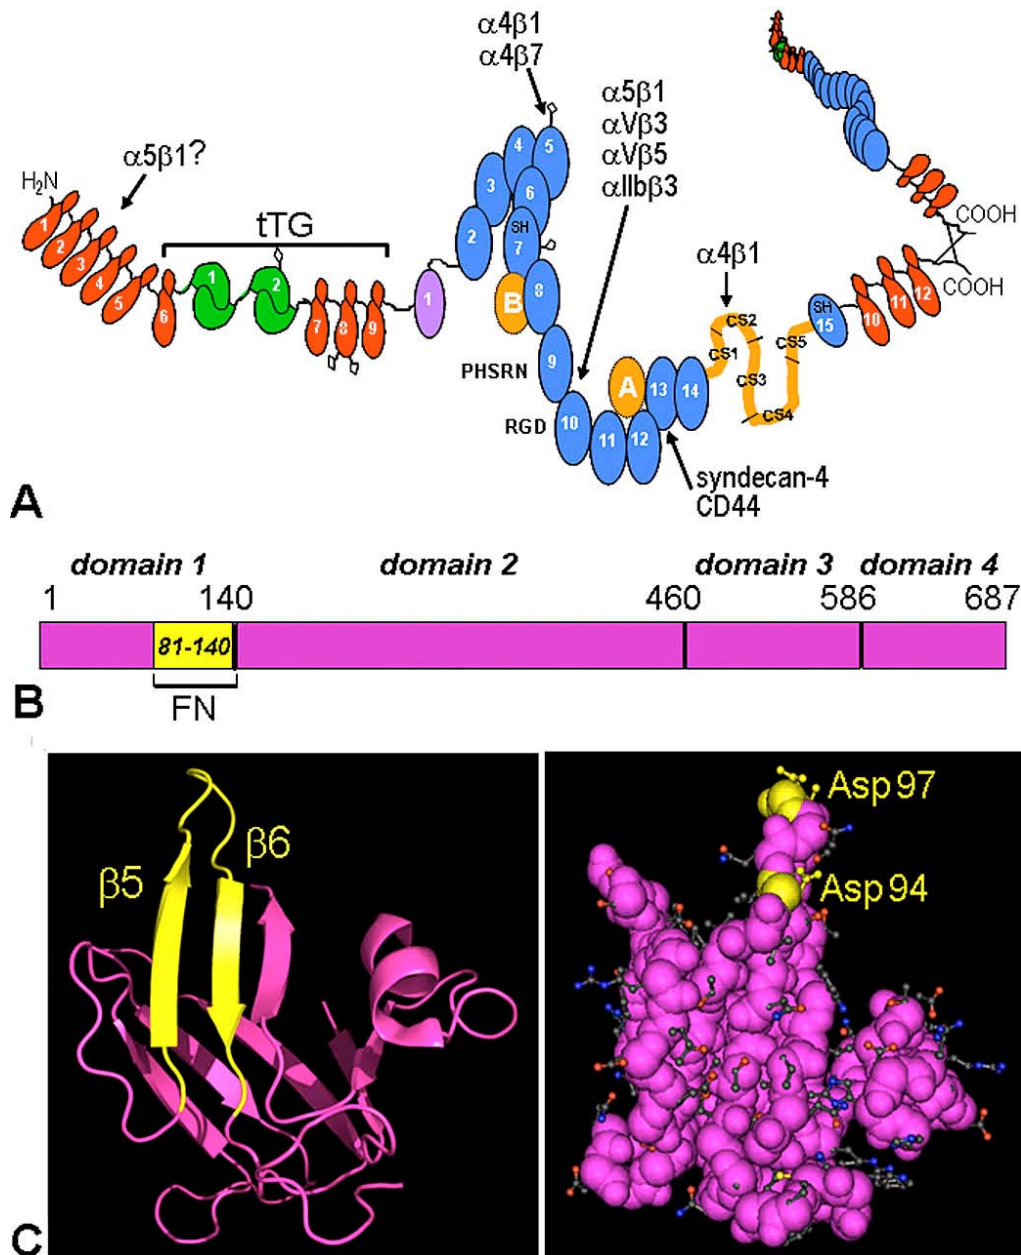 α4β1
α4β7
α5β1
αVβ3
αVβ5
αIIbβ3
α5β1?
H₂N
tTG
α4β1
COOH
COOH
1
2
3
4
5
6
1
2
7
8
9
1
2
3
4
5
6
SH
7
8
B
9
PHSRN
10
RGD
11
12
A
13
14
CS1
CS2
CS3
CS4
CS5
SH
15
10
11
12
syndecan-4
CD44
A
domain 1 domain 2 domain 3 domain 4
1 140 460 586 687
81-140
FN
B
β5
β6
Asp 97
Asp 94
C